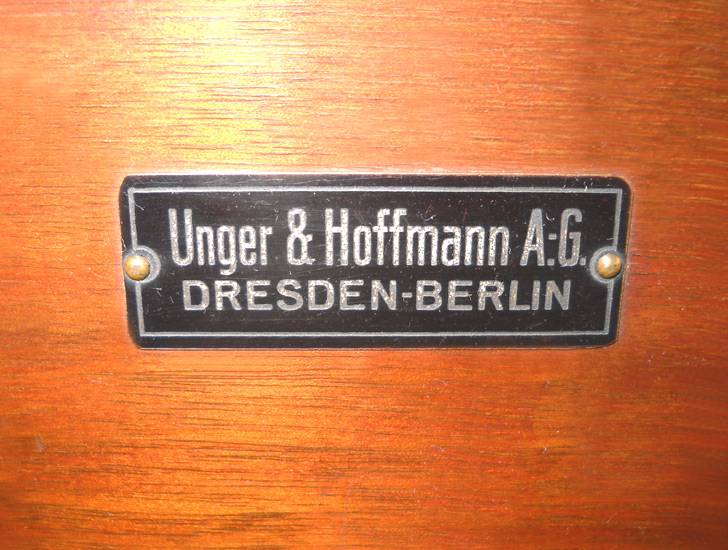 Unger & Hoffmann A.-G.
DRESDEN-BERLIN